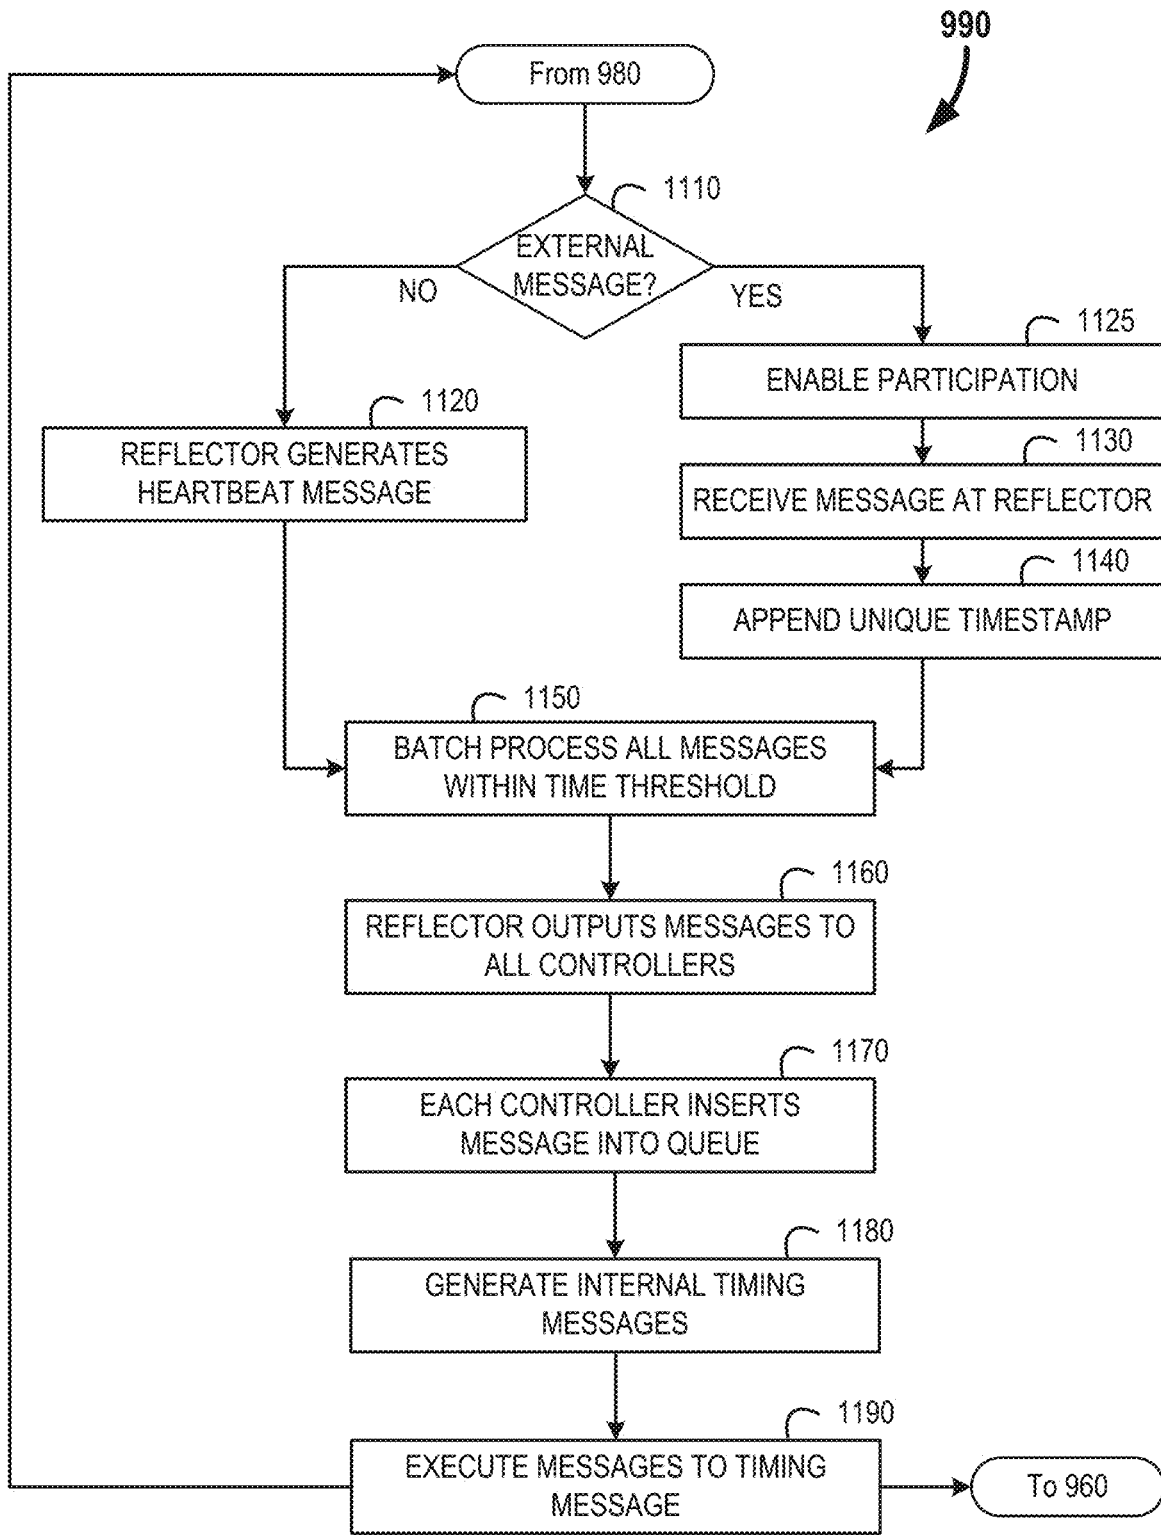 990
From 980
1110
EXTERNAL
MESSAGE?
NO
YES
1125
ENABLE PARTICIPATION
1120
REFLECTOR GENERATES
HEARTBEAT MESSAGE
1130
RECEIVE MESSAGE AT REFLECTOR
1140
APPEND UNIQUE TIMESTAMP
1150
BATCH PROCESS ALL MESSAGES
WITHIN TIME THRESHOLD
1160
REFLECTOR OUTPUTS MESSAGES TO
ALL CONTROLLERS
1170
EACH CONTROLLER INSERTS
MESSAGE INTO QUEUE
1180
GENERATE INTERNAL TIMING
MESSAGES
1190
EXECUTE MESSAGES TO TIMING
MESSAGE
To 960